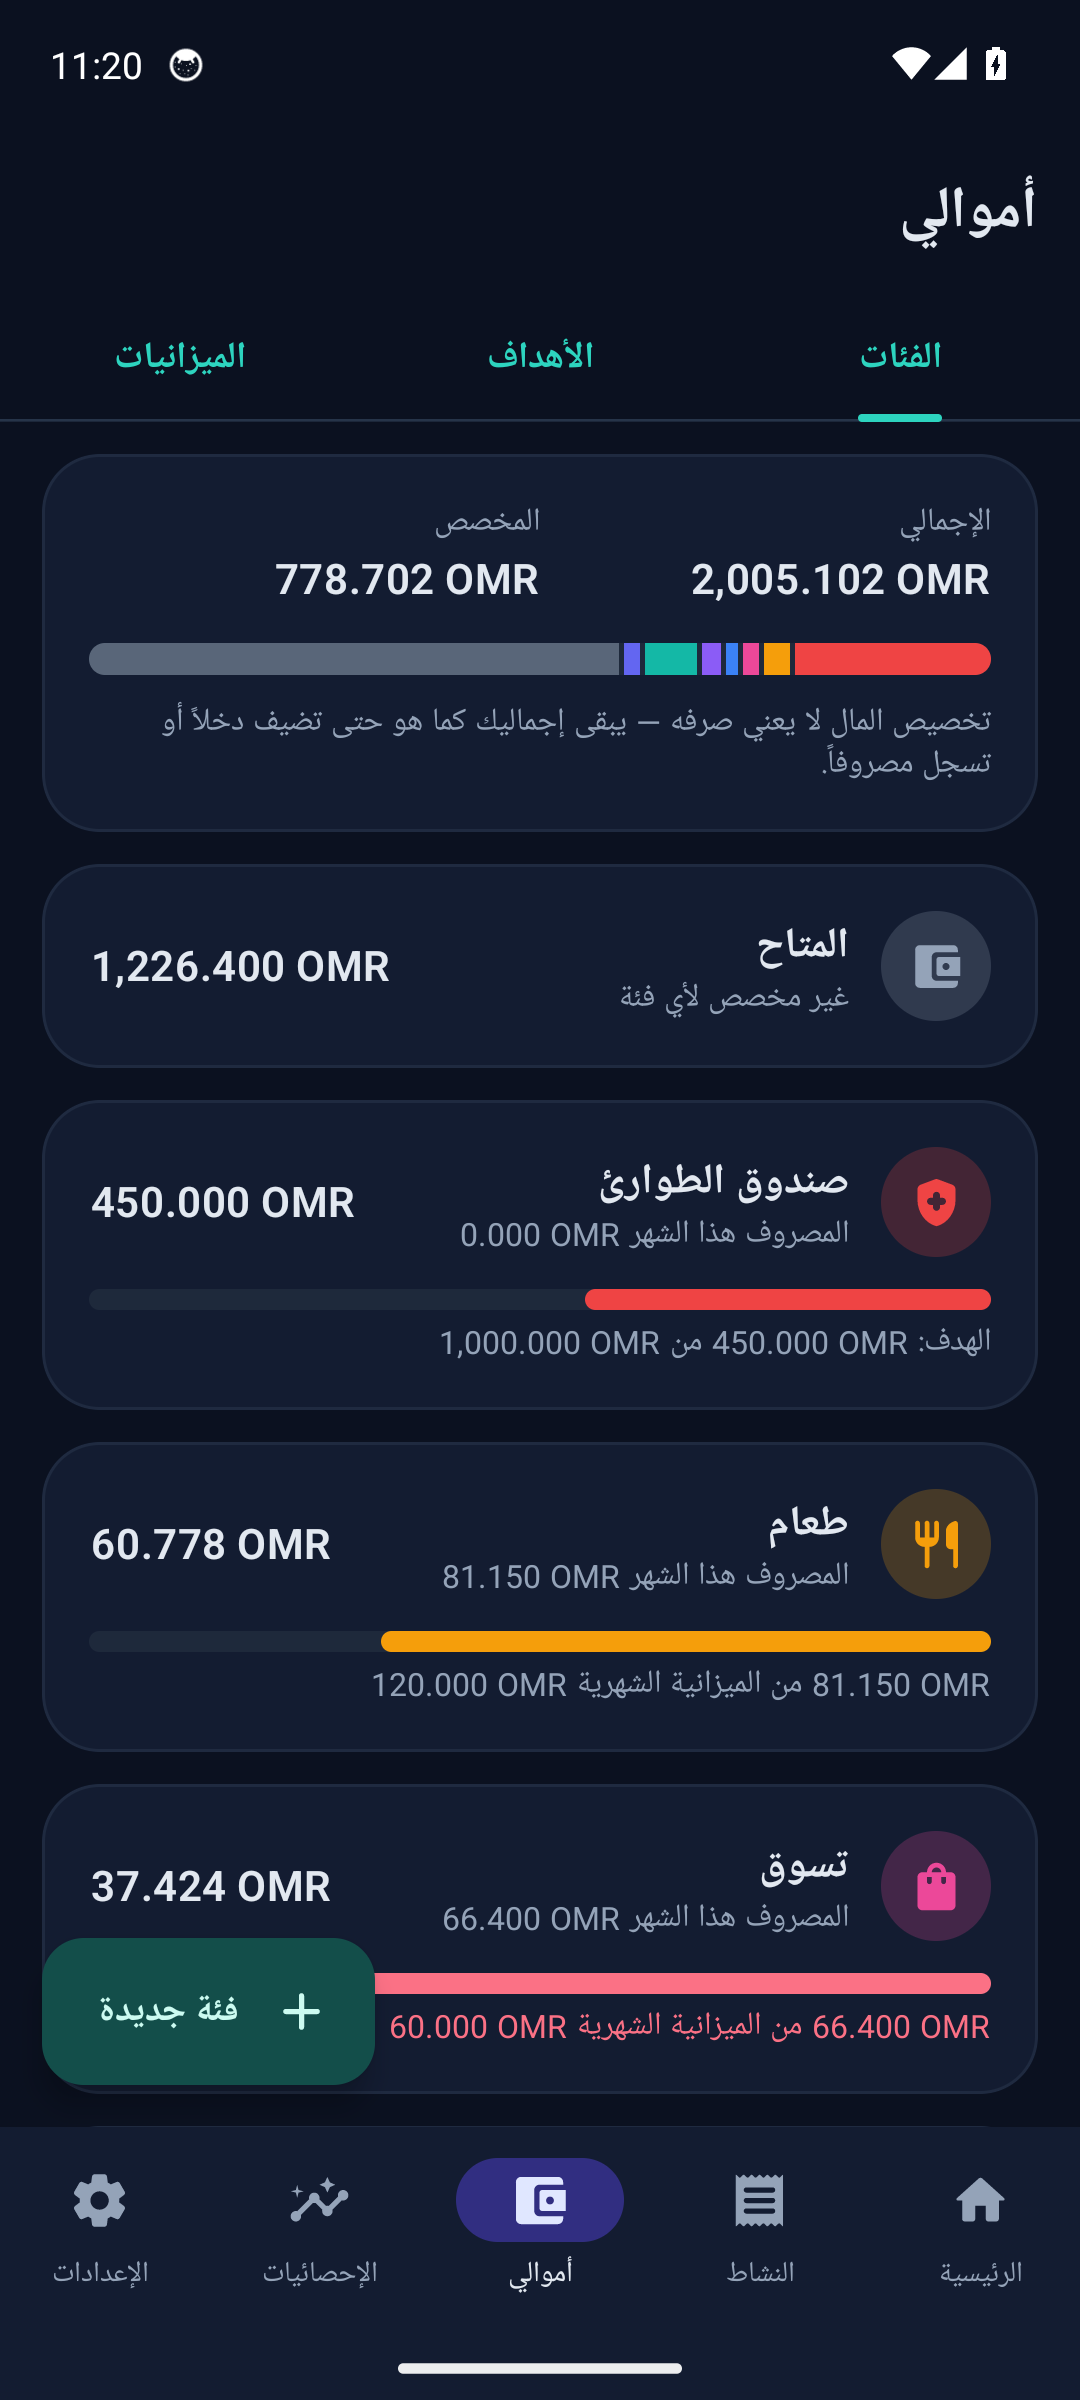 11:20
أموالي
الفئات
الأهداف
الميزانيات
الإجمالي
2,005.102 OMR
المخصص
778.702 OMR
تخصيص المال لا يعني صرفه — يبقى إجماليك كما هو حتى تضيف دخلاً أو
تسجل مصروفاً.
المتاح
غير مخصص لأي فئة
1,226.400 OMR
صندوق الطوارئ
المصروف هذا الشهر 0.000 OMR
450.000 OMR
الهدف: 450.000 OMR من 1,000.000 OMR
طعام
المصروف هذا الشهر 81.150 OMR
60.778 OMR
81.150 OMR من الميزانية الشهرية 120.000 OMR
تسوق
المصروف هذا الشهر 66.400 OMR
37.424 OMR
66.400 OMR من الميزانية الشهرية 60.000 OMR
فئة جديدة
الرئيسية
النشاط
أموالي
الإحصائيات
الإعدادات